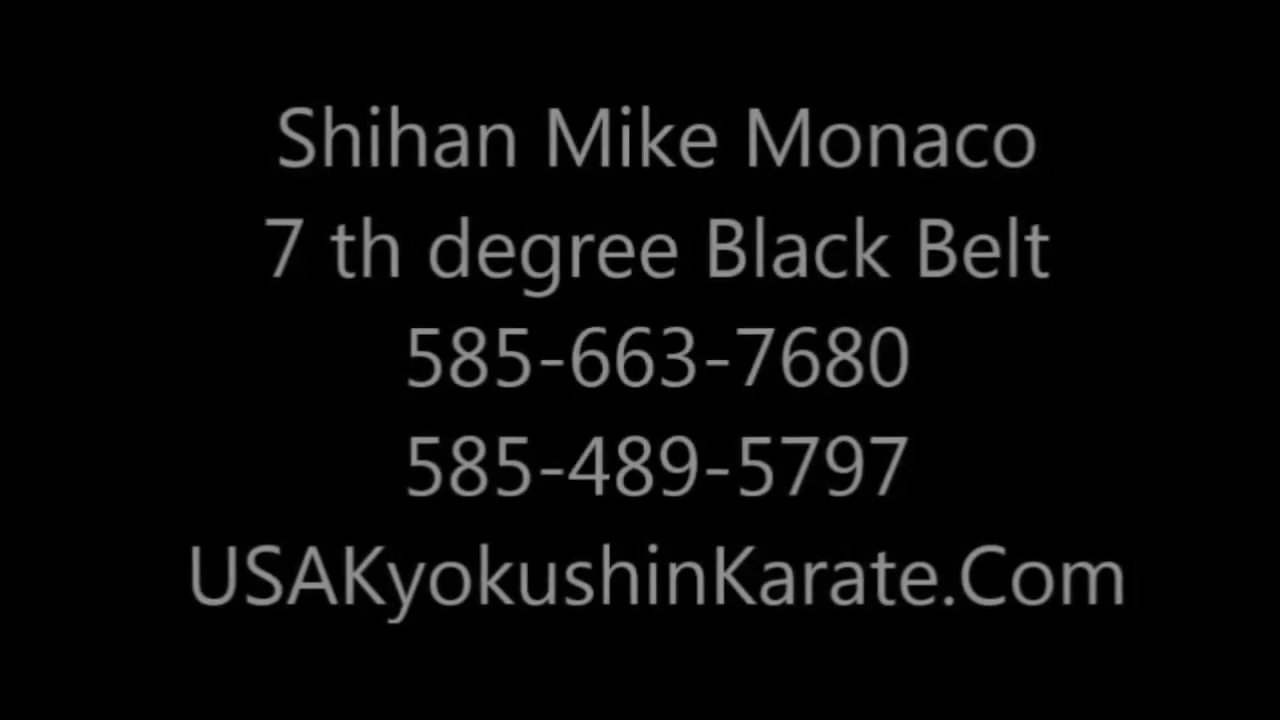 Shihan Mike Monaco
7 th degree Black Belt
585-663-7680
585-489-5797
USAKyokushinKarate.Com